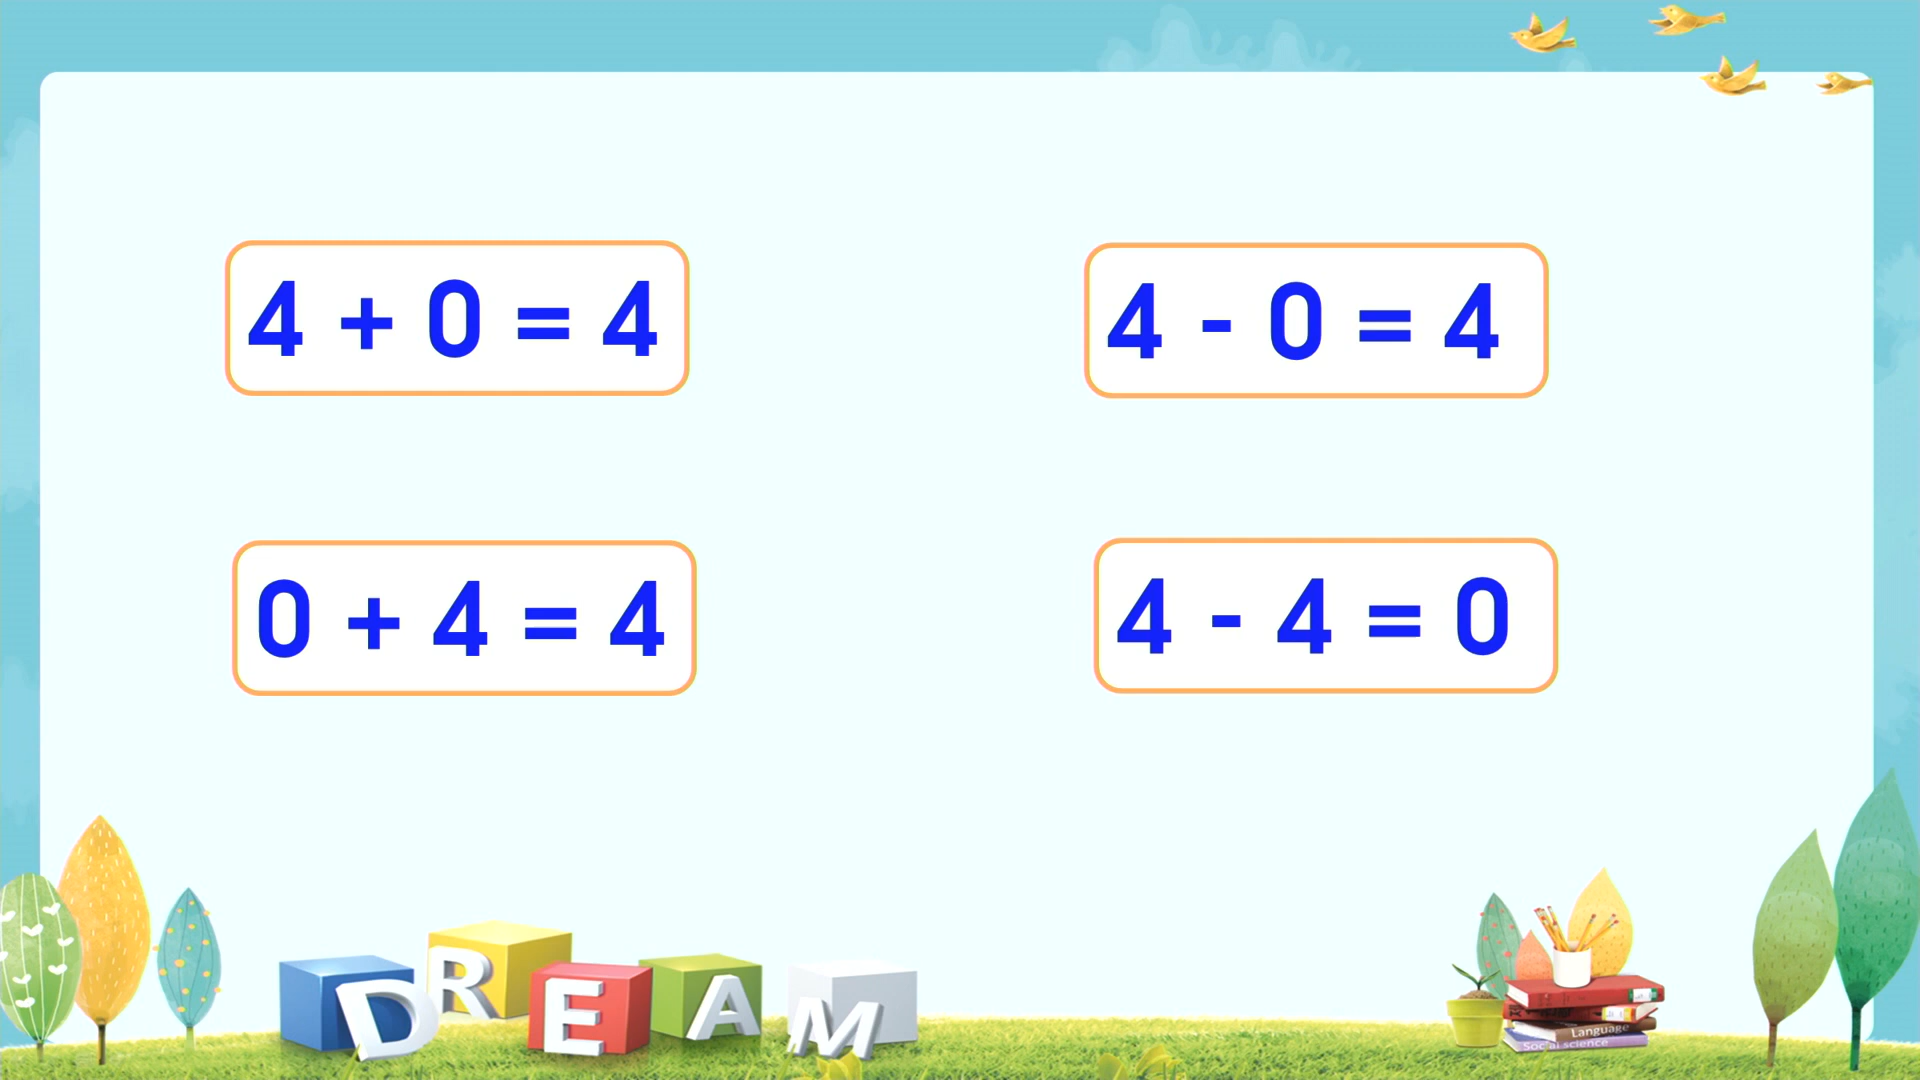 4 + 0 = 4
4 - 0 = 4
0 + 4 = 4
4 - 4 = 0
DREAM
Language
Social science